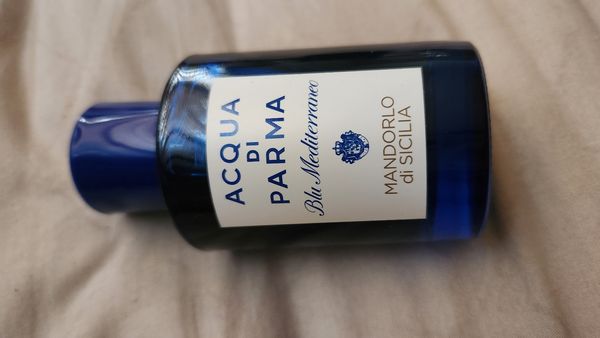 ACQUA
DI
PARMA
Blu Mediterraneo
MANDORLO
di SICILIA